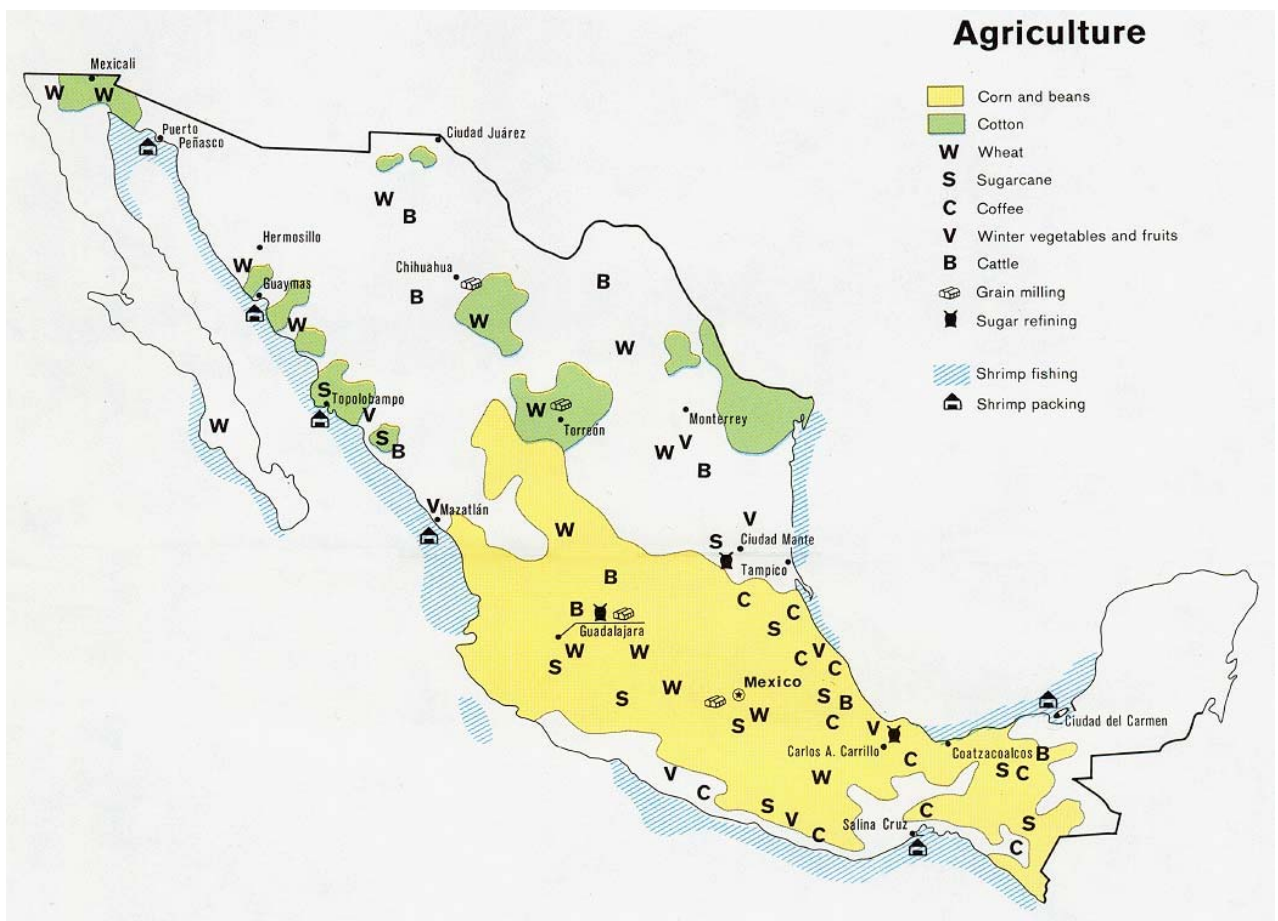 Agriculture
Corn and beans
Cotton
W Wheat
S Sugarcane
C Coffee
V Winter vegetables and fruits
B Cattle
Grain milling
Sugar refining
Shrimp fishing
Shrimp packing
Mexicali
W W
Puerto
Peñasco
Ciudad Juárez
W
B
Hermosillo
W
Chihuahua
Guaymas
B
B
W
W
W
S
Topolobampo
V
W
Torreón
Monterrey
W
S
B
V
W
B
V
Mazatlán
W
V
S
Ciudad Mante
Tampico
B
B
C
C
S
Guadalajara
W
W
S
C
V
C
W
Mexico
S
S
B
S
W
C
V
Carlos A. Carrillo
C
Coatzacoalcos
B
Ciudad del Carmen
S
C
V
C
W
S
V
C
Salina Cruz
C
S
C